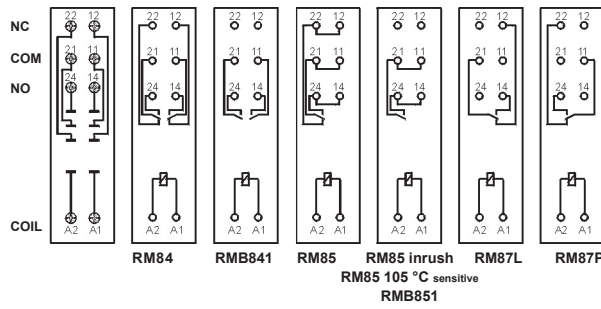 NC 22 12 22 12 22 12 22 12 22 12 22 12 22 12
COM 21 11 21 11 21 11 21 11 21 11 21 11 21 11
NO 24 14 24 14 24 14 24 14 24 14 24 14 24 14
COIL A2 A1 A2 A1 A2 A1 A2 A1 A2 A1 A2 A1 A2 A1
RM84 RMB841 RM85 RM85 inrush RM87L RM87P
RM85 105 °C sensitive
RMB851